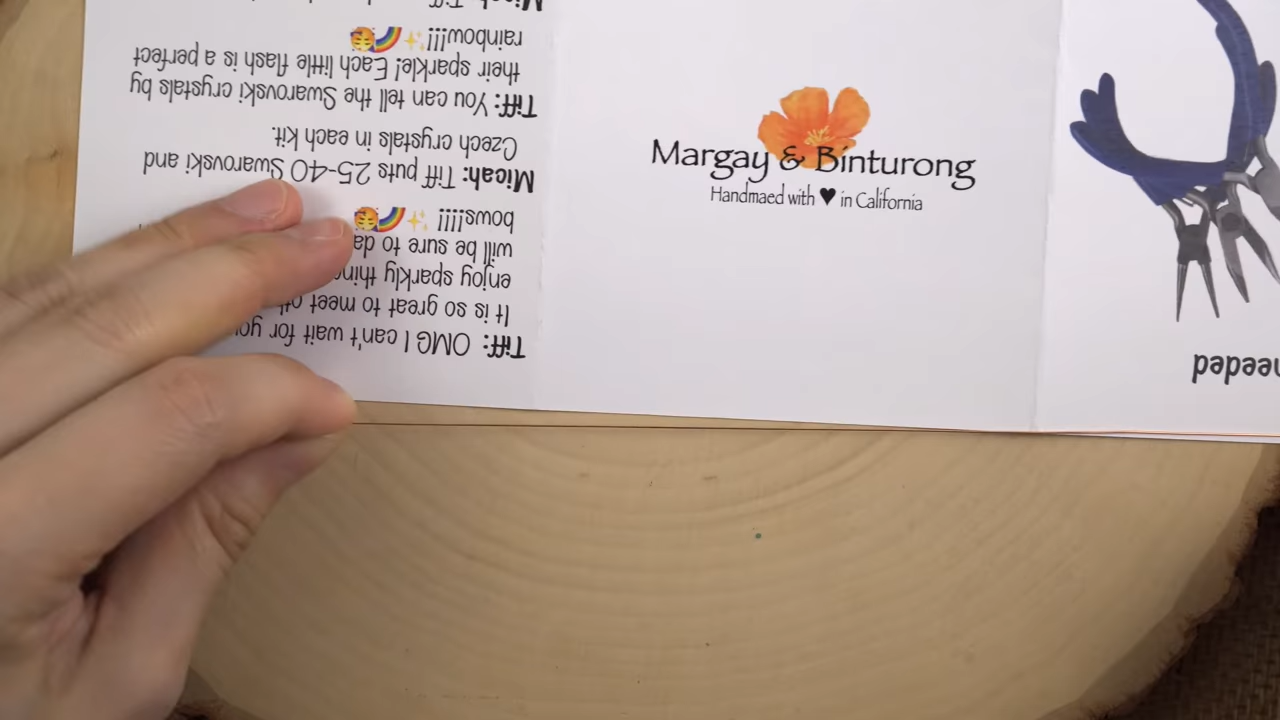 Margay & Binturong
Handmaed with ♥ in California
Tiff: OMG I can't wait for
It is so great to meet
enjoy sparkly
will be sure to
bows!!!! ✨🌈🥳
Micah: Tiff puts 25-40 Swarovski and
Czech crystals in each kit.
Tiff: You can tell the Swarovski crystals by
their sparkle! Each little flash is a perfect
rainbow!!! ✨🌈🥳
Micah: Tiff
needed